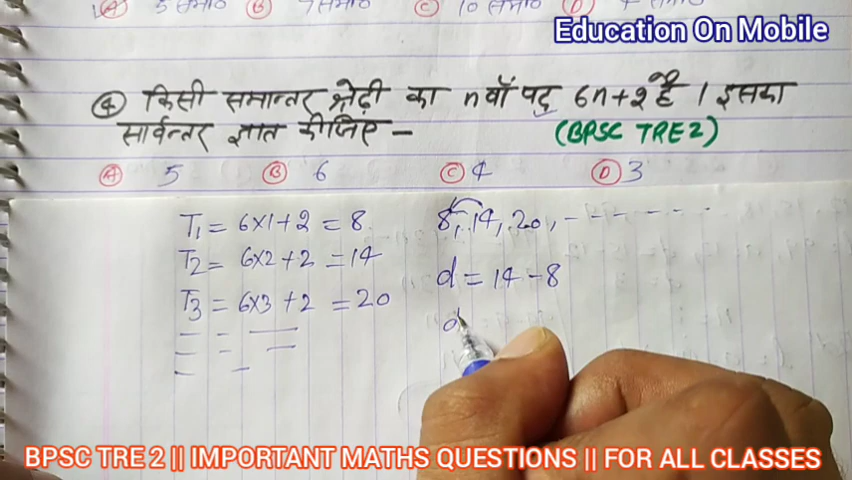 Education On Mobile
④ किसी समान्तर श्रेढ़ी का n वाँ पद 6n+2 है । इसका
सार्वन्तर ज्ञात कीजिए -
(BPSC TRE 2)
Ⓐ 5 Ⓑ 6 Ⓒ 4 Ⓓ 3
T₁ = 6×1+2 = 8
8, 14, 20, - - - - - - -
T₂ = 6×2+2 = 14
d = 14 - 8
T₃ = 6×3+2 = 20
d
BPSC TRE 2 || IMPORTANT MATHS QUESTIONS || FOR ALL CLASSES